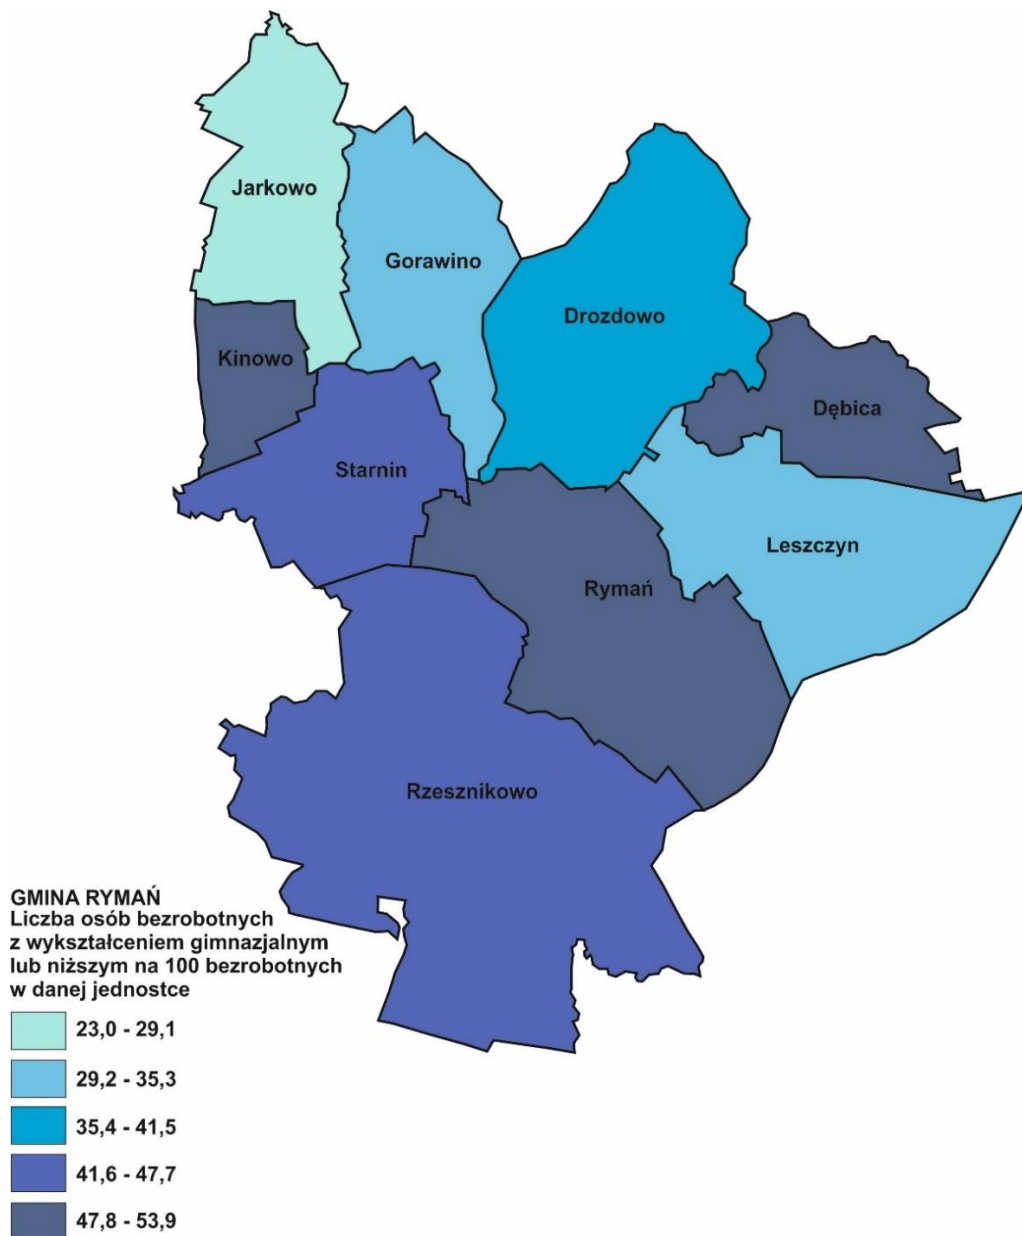 Jarkowo
Gorawino
Drozdowo
Kinowo
Dębica
Starnin
Leszczyn
Rymań
Rzesznikowo
GMINA RYMAŃ
Liczba osób bezrobotnych
z wykształceniem gimnazjalnym
lub niższym na 100 bezrobotnych
w danej jednostce
23,0 - 29,1
29,2 - 35,3
35,4 - 41,5
41,6 - 47,7
47,8 - 53,9